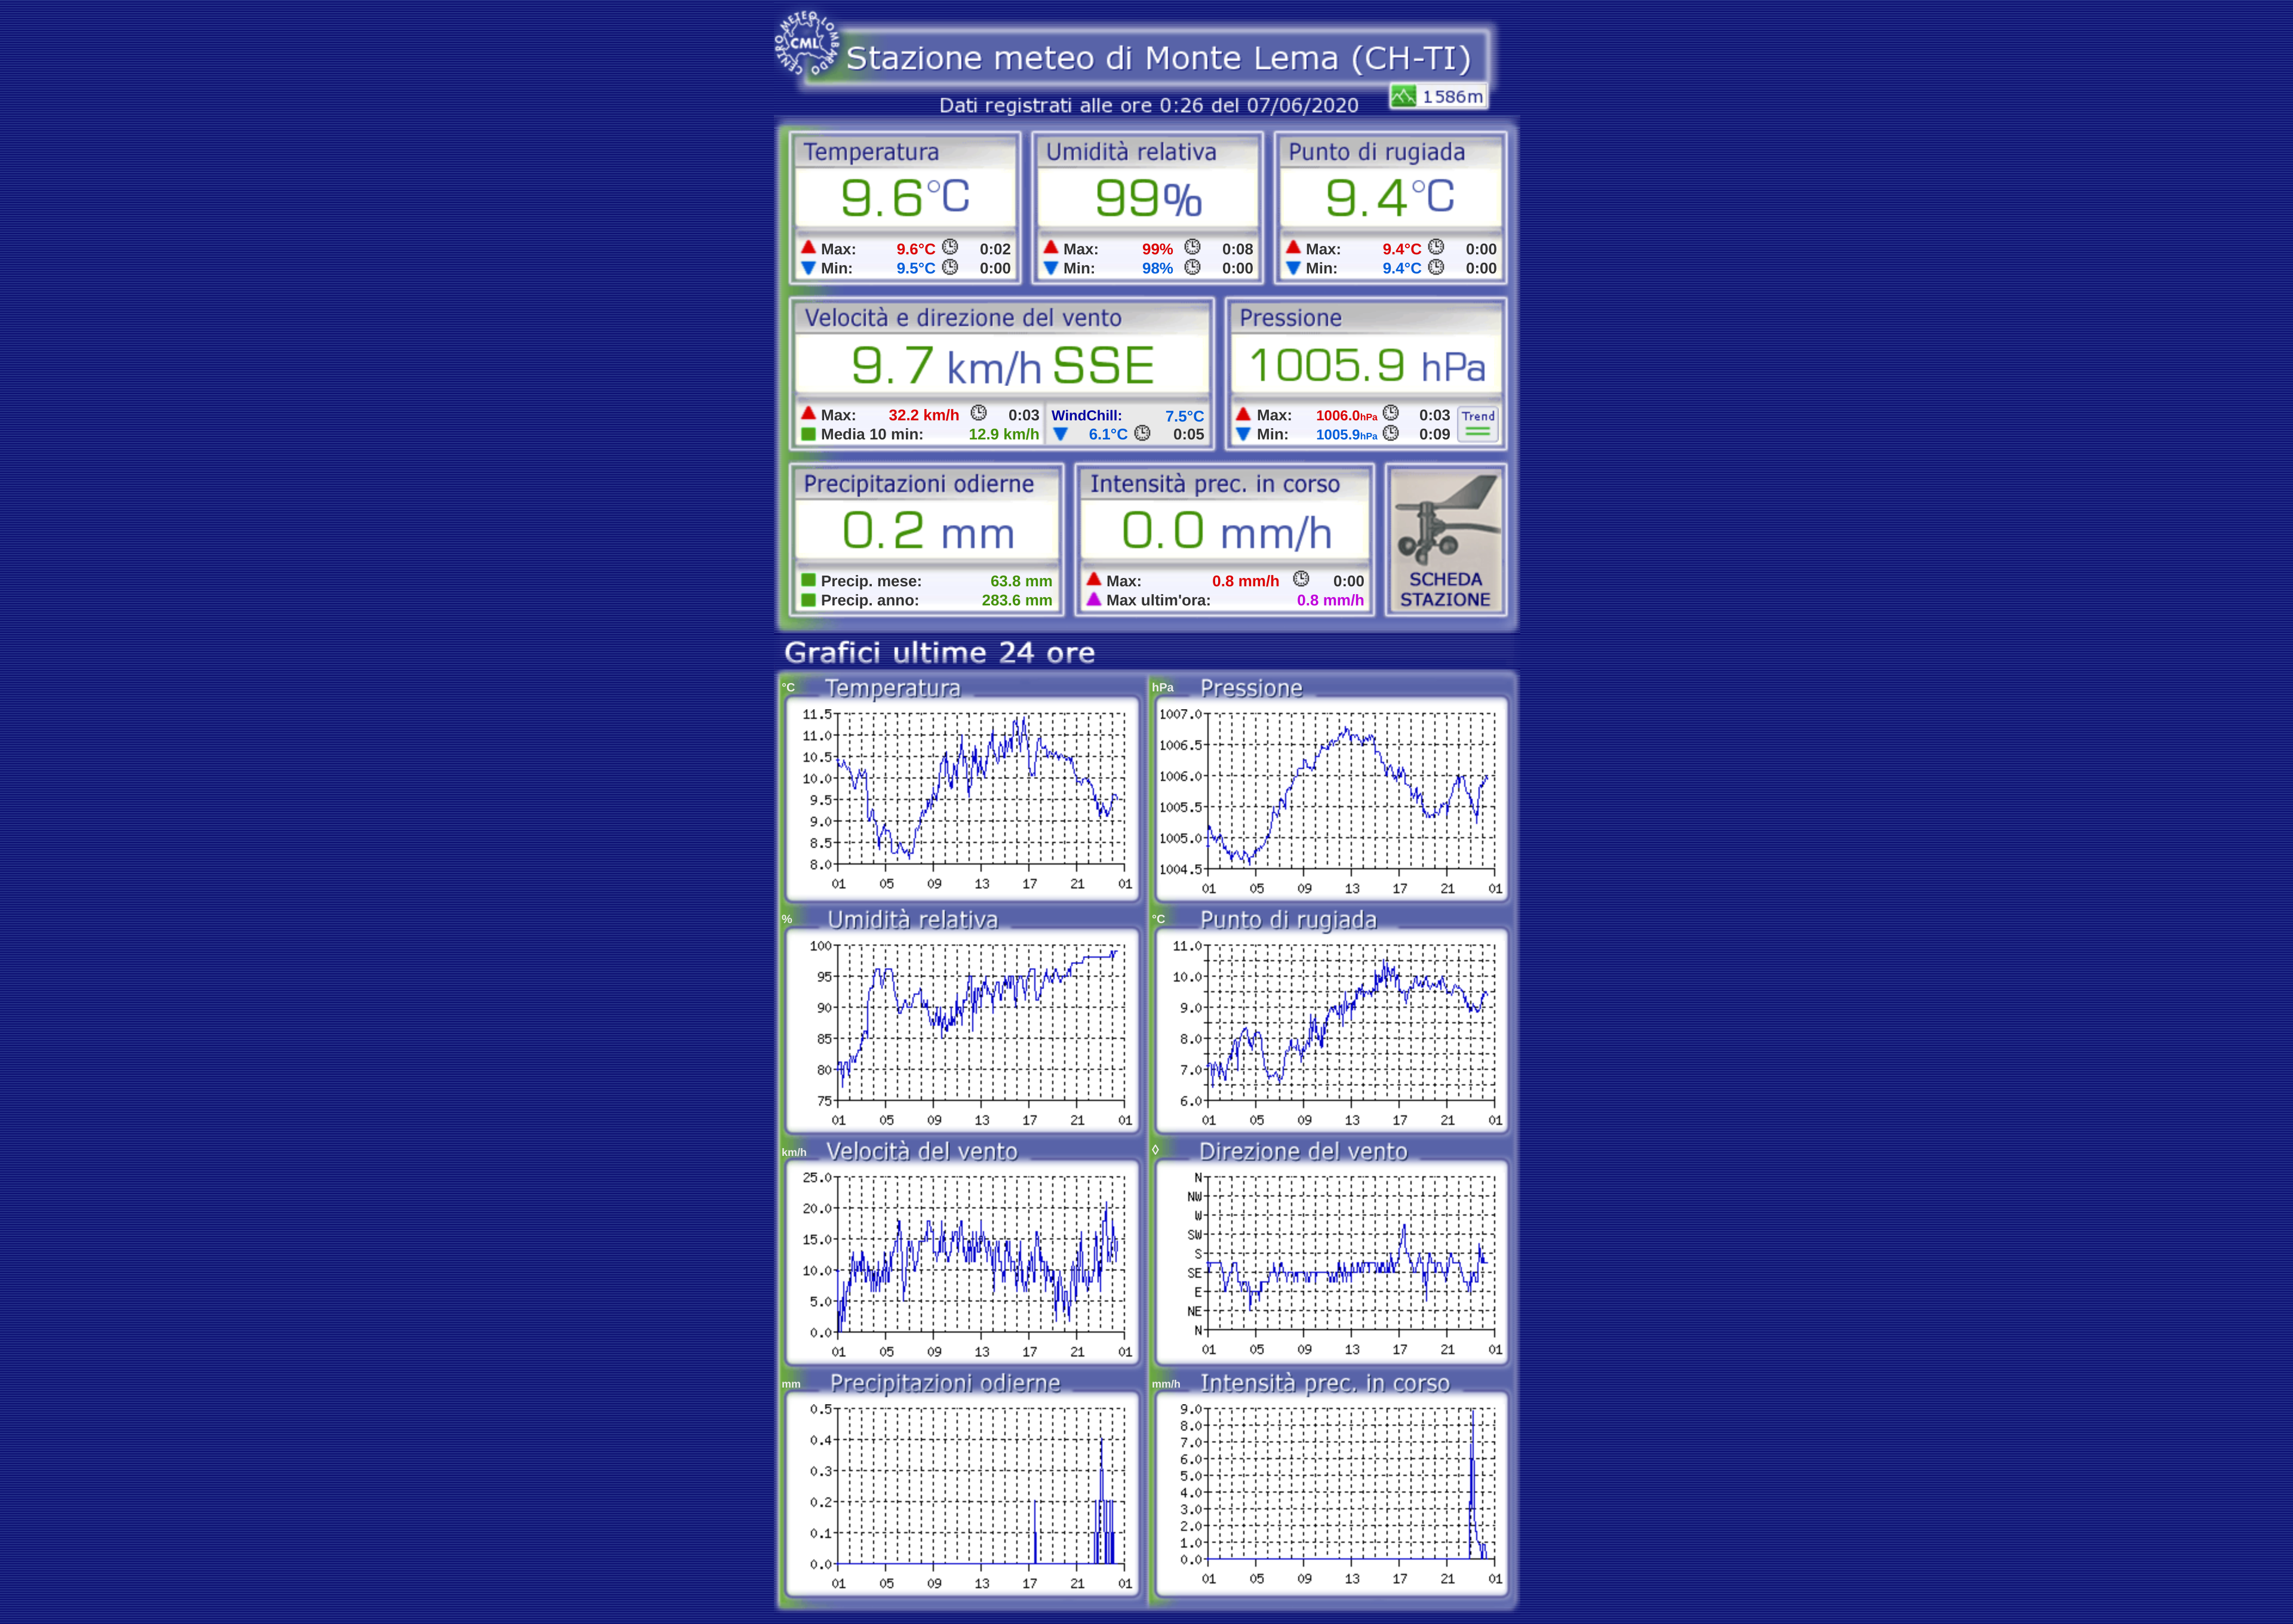 CENTRO METEO LOMBARDO
CML
Stazione meteo di Monte Lema (CH-TI)
1586m
Dati registrati alle ore 0:26 del 07/06/2020
Temperatura Umidità relativa Punto di rugiada
9.6°C 99% 9.4°C
Max: 9.6°C 0:02 Max: 99% 0:08 Max: 9.4°C 0:00
Min: 9.5°C 0:00 Min: 98% 0:00 Min: 9.4°C 0:00
Velocità e direzione del vento Pressione
9.7 km/h SSE 1005.9 hPa
Max: 32.2 km/h 0:03 WindChill: 7.5°C Max: 1006.0hPa 0:03 Trend
Media 10 min: 12.9 km/h 6.1°C 0:05 Min: 1005.9hPa 0:09
Precipitazioni odierne Intensità prec. in corso
0.2 mm 0.0 mm/h
Precip. mese: 63.8 mm Max: 0.8 mm/h 0:00 SCHEDA
Precip. anno: 283.6 mm Max ultim'ora: 0.8 mm/h STAZIONE
Grafici ultime 24 ore
°C Temperatura
11.5
11.0
10.5
10.0
9.5
9.0
8.5
8.0
01 05 09 13 17 21 01
hPa Pressione
1007.0
1006.5
1006.0
1005.5
1005.0
1004.5
01 05 09 13 17 21 01
% Umidità relativa
100
95
90
85
80
75
01 05 09 13 17 21 01
°C Punto di rugiada
11.0
10.0
9.0
8.0
7.0
6.0
01 05 09 13 17 21 01
km/h Velocità del vento
25.0
20.0
15.0
10.0
5.0
0.0
01 05 09 13 17 21 01
◊ Direzione del vento
N
NW
W
SW
S
SE
E
NE
N
01 05 09 13 17 21 01
mm Precipitazioni odierne
0.5
0.4
0.3
0.2
0.1
0.0
01 05 09 13 17 21 01
mm/h Intensità prec. in corso
9.0
8.0
7.0
6.0
5.0
4.0
3.0
2.0
1.0
0.0
01 05 09 13 17 21 01